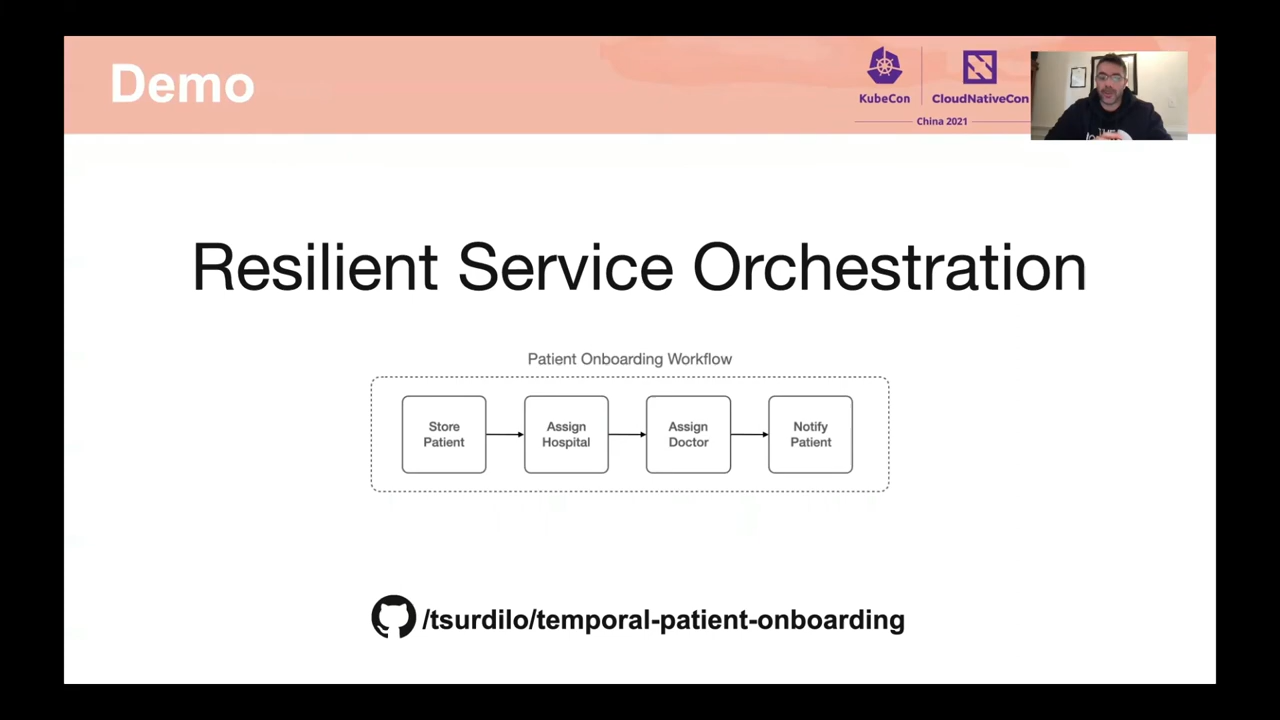 Demo
KubeCon
CloudNativeCon
China 2021
Resilient Service Orchestration
Patient Onboarding Workflow
Store
Patient
Assign
Hospital
Assign
Doctor
Notify
Patient
/tsurdilo/temporal-patient-onboarding
THE